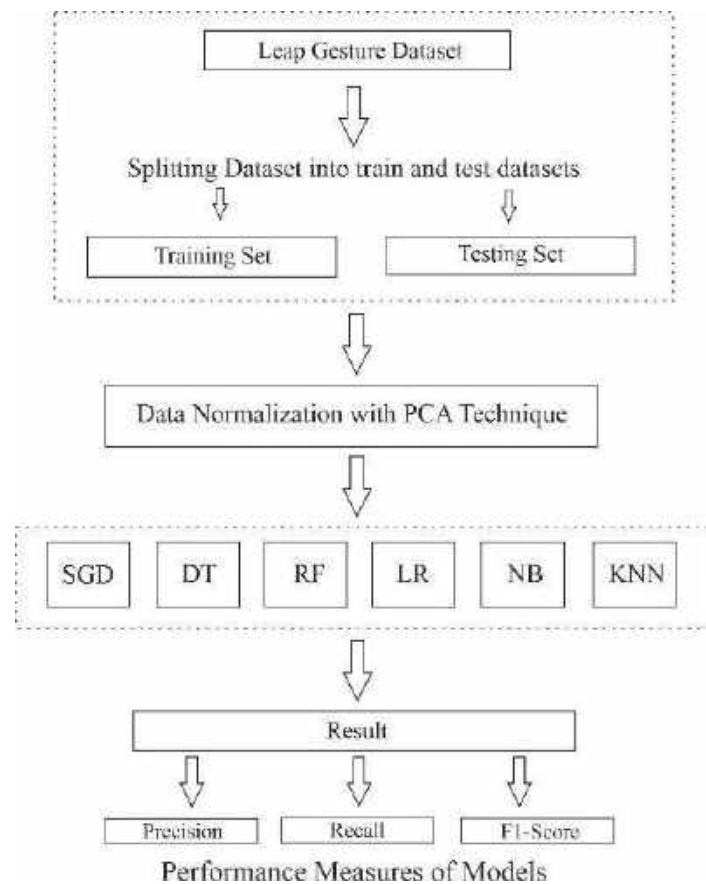 Leap Gesture Dataset
Splitting Dataset into train and test datasets
Training Set
Testing Set
Data Normalization with PCA Technique
SGD
DT
RF
LR
NB
KNN
Result
Precision
Recall
F1-Score
Performance Measures of Models